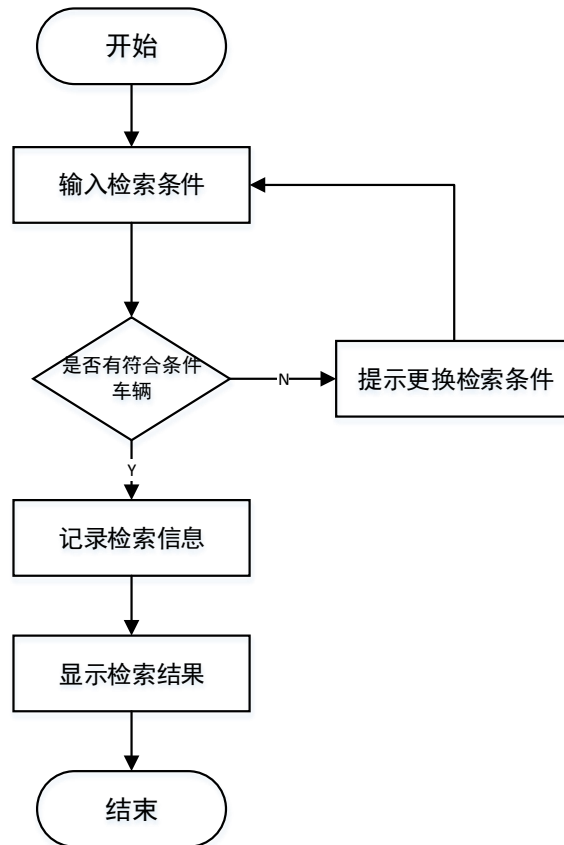 开始
输入检索条件
是否有符合条件
车辆
N
提示更换检索条件
Y
记录检索信息
显示检索结果
结束